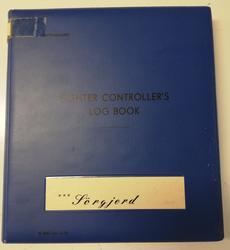 FIGHTER CONTROLLER'S
LOG BOOK
*** Sörgjerd